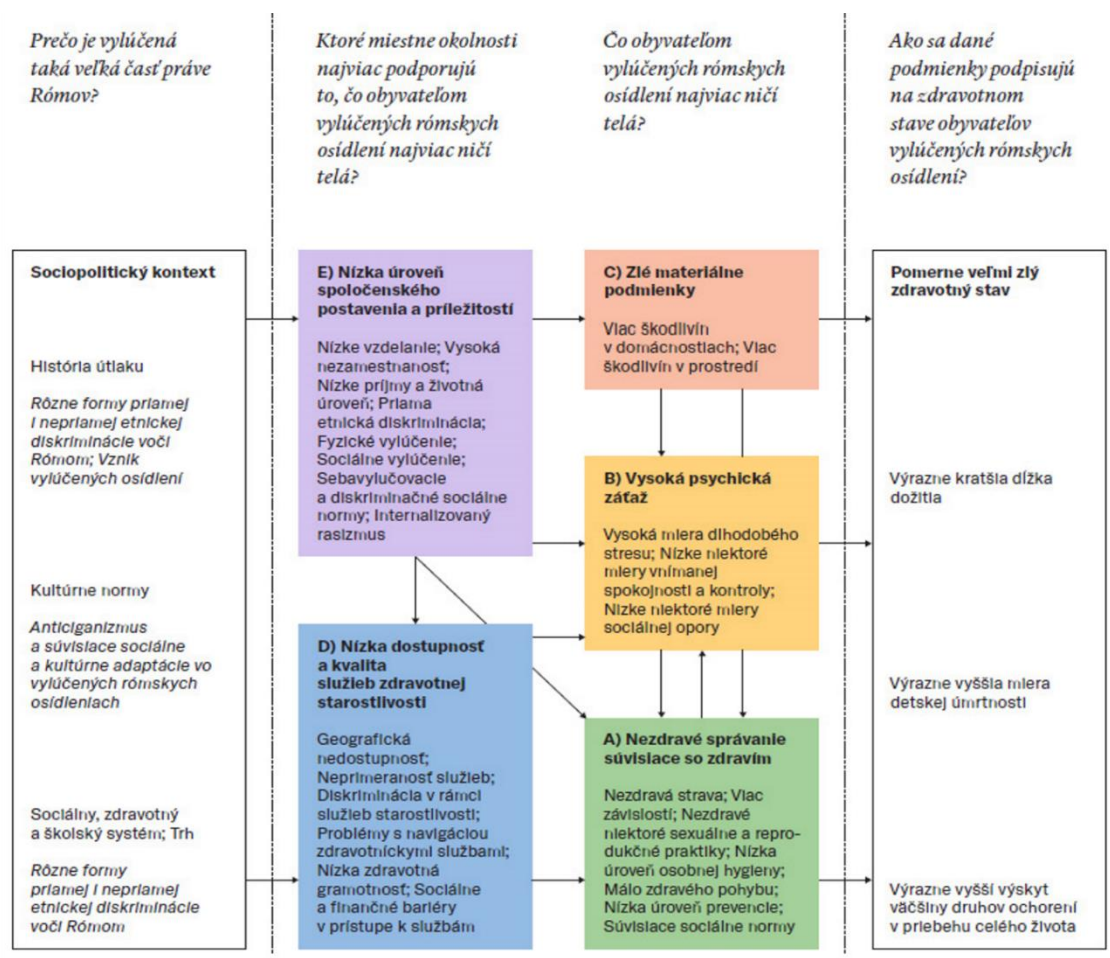 Prečo je vylúčená
taká veľká časť práve
Rómov?
Ktoré miestne okolnosti
najviac podporujú
to, čo obyvateľom
vylúčených rómskych
osídlení najviac ničí
telá?
Čo obyvateľom
vylúčených rómskych
osídlení najviac ničí
telá?
Ako sa dané
podmienky podpisujú
na zdravotnom
stave obyvateľov
vylúčených rómskych
osídlení?
Sociopolitický kontext
História útlaku
Rôzne formy priamej
i nepriamej etnickej
diskriminácie voči
Rómom; Vznik
vylúčených osídlení
Kultúrne normy
Anticiganizmus
a súvisiace sociálne
a kultúrne adaptácie vo
vylúčených rómskych
osídleniach
Sociálny, zdravotný
a školský systém; Trh
Rôzne formy
priamej i nepriamej
etnickej diskriminácie
voči Rómom
E) Nízka úroveň
spoločenského
postavenia a príležitostí
Nízke vzdelanie; Vysoká
nezamestnanosť;
Nízke príjmy a životná
úroveň; Priama
etnická diskriminácia;
Fyzické vylúčenie;
Sociálne vylúčenie;
Sebavylučovacie
a diskriminačné sociálne
normy; Internalizovaný
rasizmus
D) Nízka dostupnosť
a kvalita
služieb zdravotnej
starostlivosti
Geografická
nedostupnosť;
Neprimeranosť služieb;
Diskriminácia v rámci
služieb starostlivosti;
Problémy s navigáciou
zdravotníckymi službami;
Nízka zdravotná
gramotnosť; Sociálne
a finančné bariéry
v prístupe k službám
C) Zlé materiálne
podmienky
Viac škodlivín
v domácnostiach; Viac
škodlivín v prostredí
B) Vysoká psychická
záťaž
Vysoká miera dlhodobého
stresu; Nízke niektoré
miery vnímanej
spokojnosti a kontroly;
Nízke niektoré miery
sociálnej opory
A) Nezdravé správanie
súvisiace so zdravím
Nezdravá strava; Viac
závislostí; Nezdravé
niektoré sexuálne a repro-
dukčné praktiky; Nízka
úroveň osobnej hygieny;
Málo zdravého pohybu;
Nízka úroveň prevencie;
Súvisiace sociálne normy
Pomerne veľmi zlý
zdravotný stav
Výrazne kratšia dĺžka
dožitia
Výrazne vyššia miera
detskej úmrtnosti
Výrazne vyšší výskyt
väčšiny druhov ochorení
v priebehu celého života